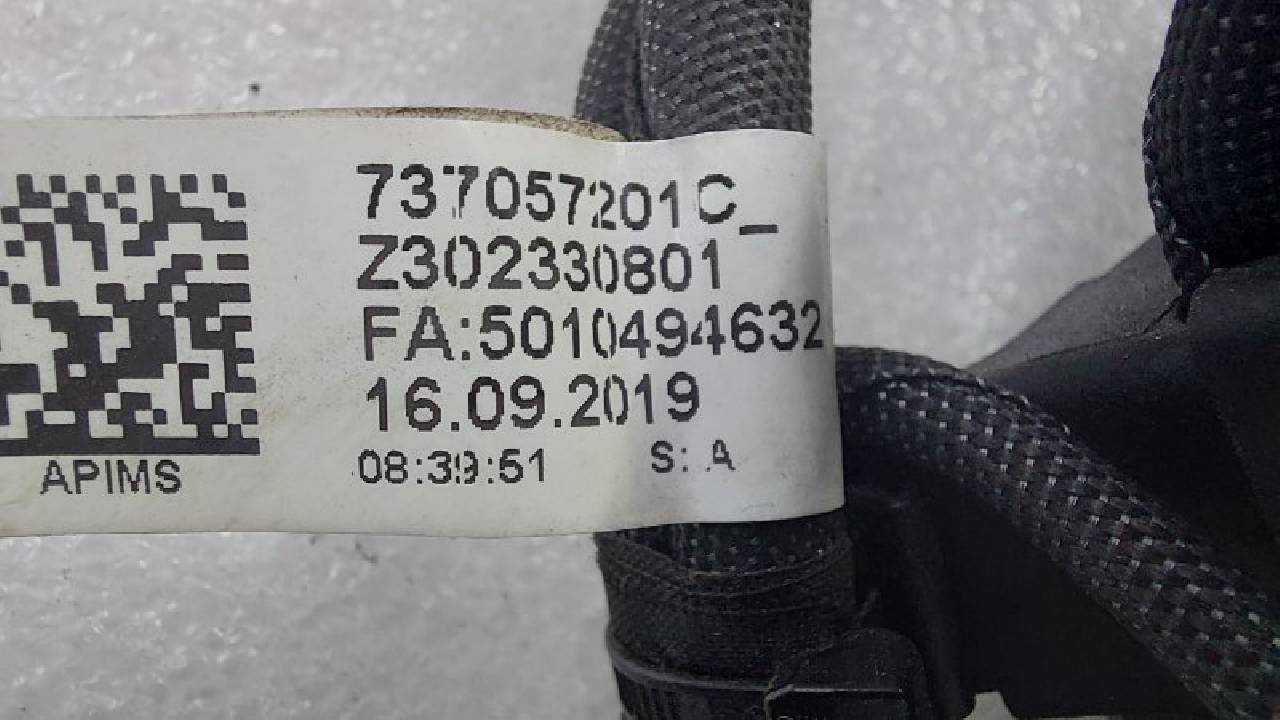 737057201C_
Z302330801
FA:5010494632
16.09.2019
08:39:51 S: A
APIMS